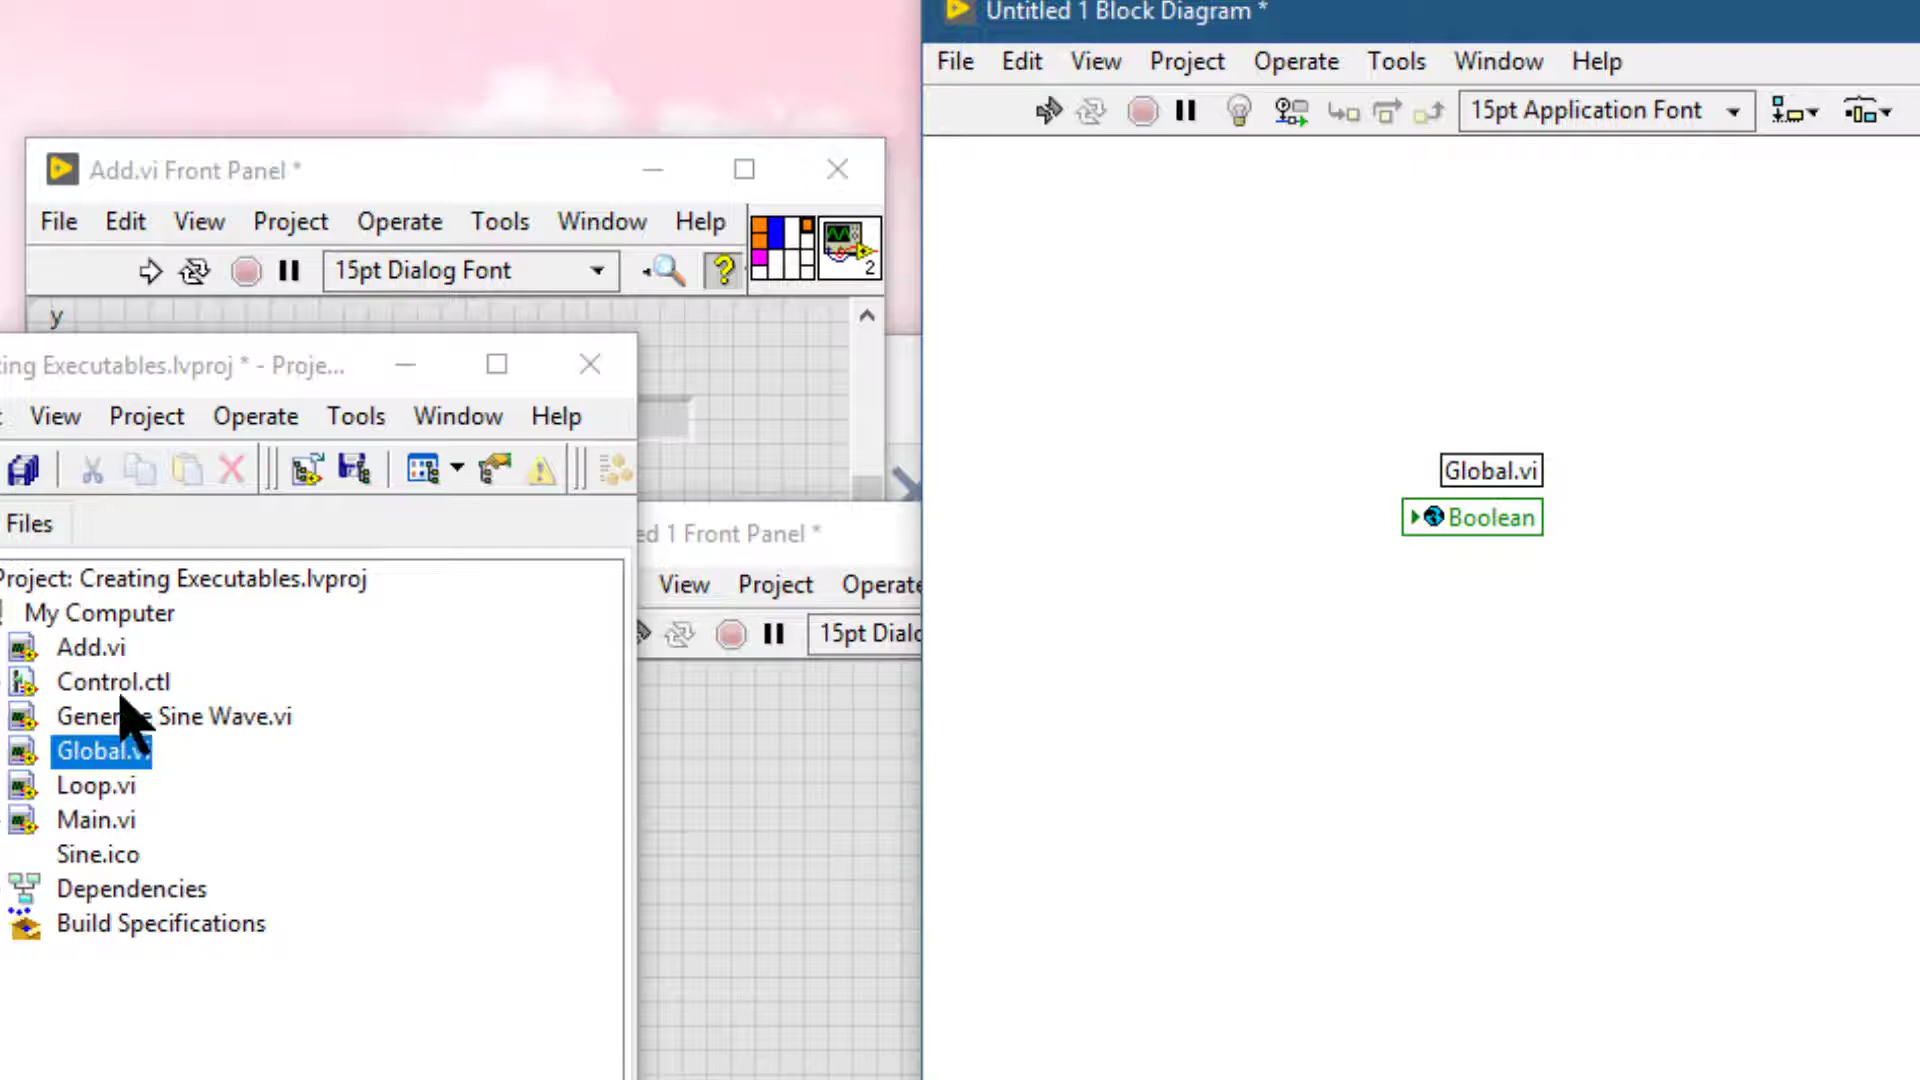 Untitled 1 Block Diagram *
File Edit View Project Operate Tools Window Help
15pt Application Font
Add.vi Front Panel *
File Edit View Project Operate Tools Window Help
15pt Dialog Font
2
y
ing Executables.lvproj * - Proje...
View Project Operate Tools Window Help
Files
Project: Creating Executables.lvproj
My Computer
Add.vi
Control.ctl
Sine Wave.vi
Global.vi
Loop.vi
Main.vi
Sine.ico
Dependencies
Build Specifications
ed 1 Front Panel *
View Project Operate
15pt Dialo
Global.vi
Boolean